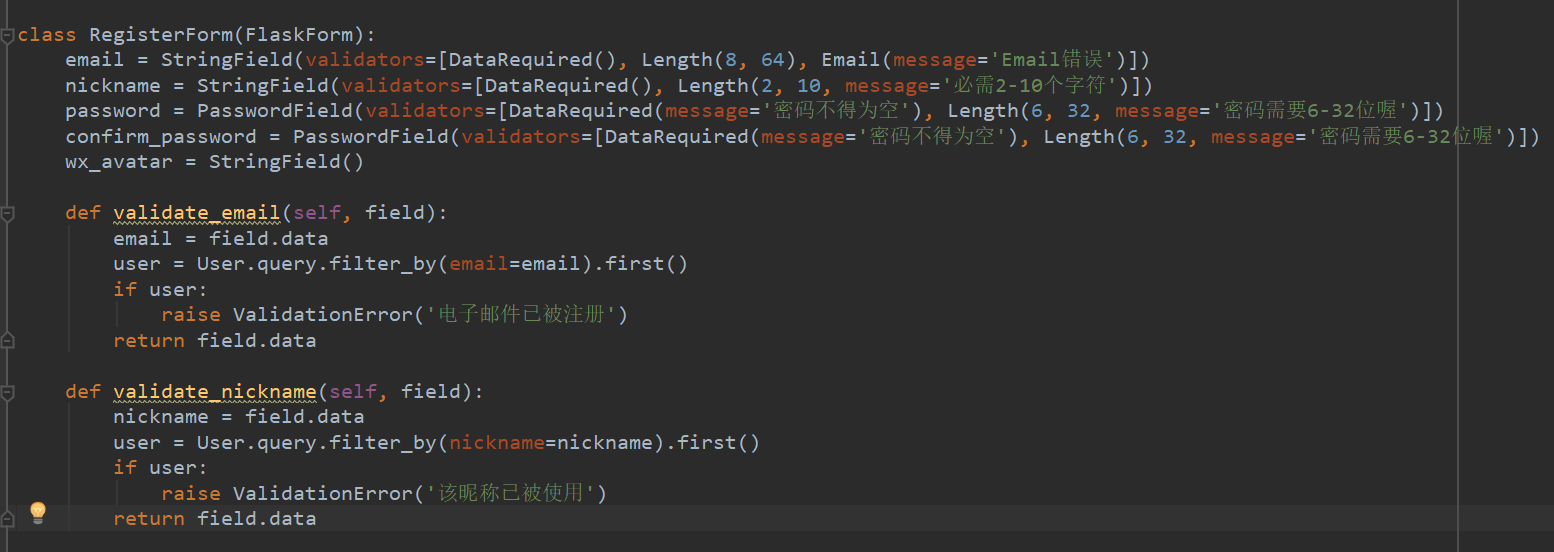 class RegisterForm(FlaskForm):
    email = StringField(validators=[DataRequired(), Length(8, 64), Email(message='Email错误')])
    nickname = StringField(validators=[DataRequired(), Length(2, 10, message='必需2-10个字符')])
    password = PasswordField(validators=[DataRequired(message='密码不得为空'), Length(6, 32, message='密码需要6-32位喔')])
    confirm_password = PasswordField(validators=[DataRequired(message='密码不得为空'), Length(6, 32, message='密码需要6-32位喔')])
    wx_avatar = StringField()

    def validate_email(self, field):
        email = field.data
        user = User.query.filter_by(email=email).first()
        if user:
            raise ValidationError('电子邮件已被注册')
        return field.data

    def validate_nickname(self, field):
        nickname = field.data
        user = User.query.filter_by(nickname=nickname).first()
        if user:
            raise ValidationError('该昵称已被使用')
        return field.data